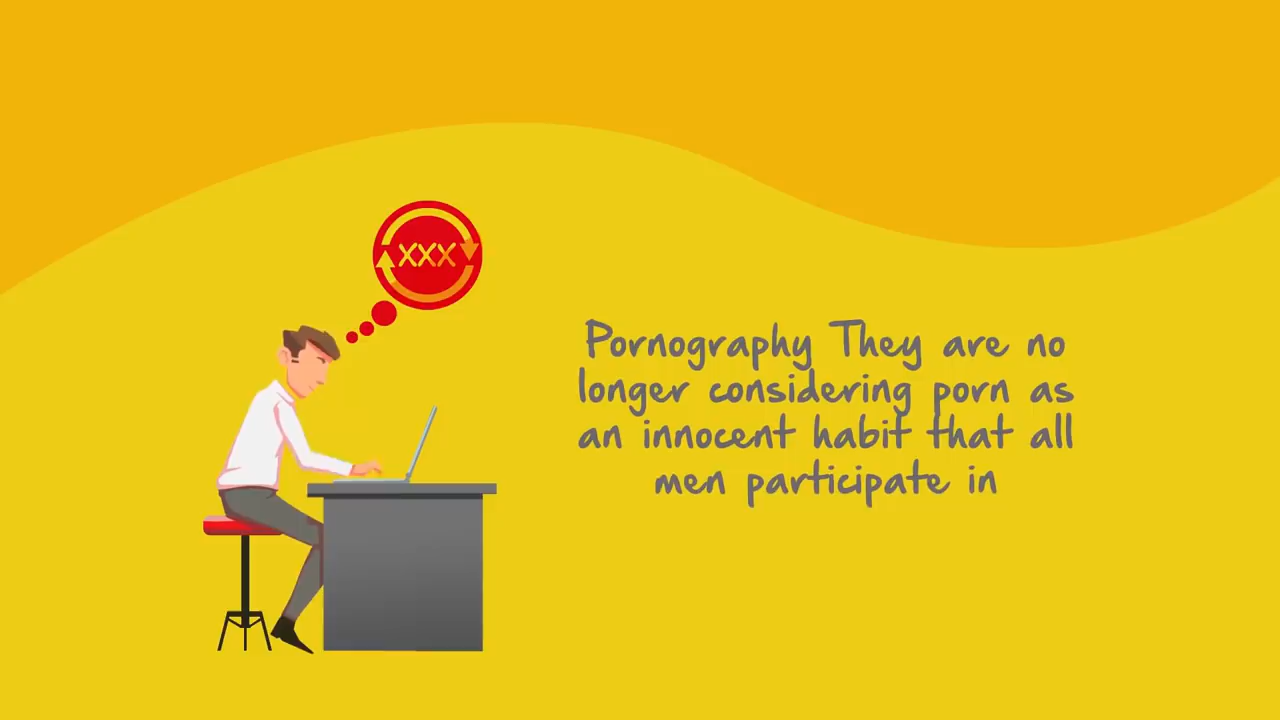 XXX
Pornography They are no
longer considering porn as
an innocent habit that all
men participate in